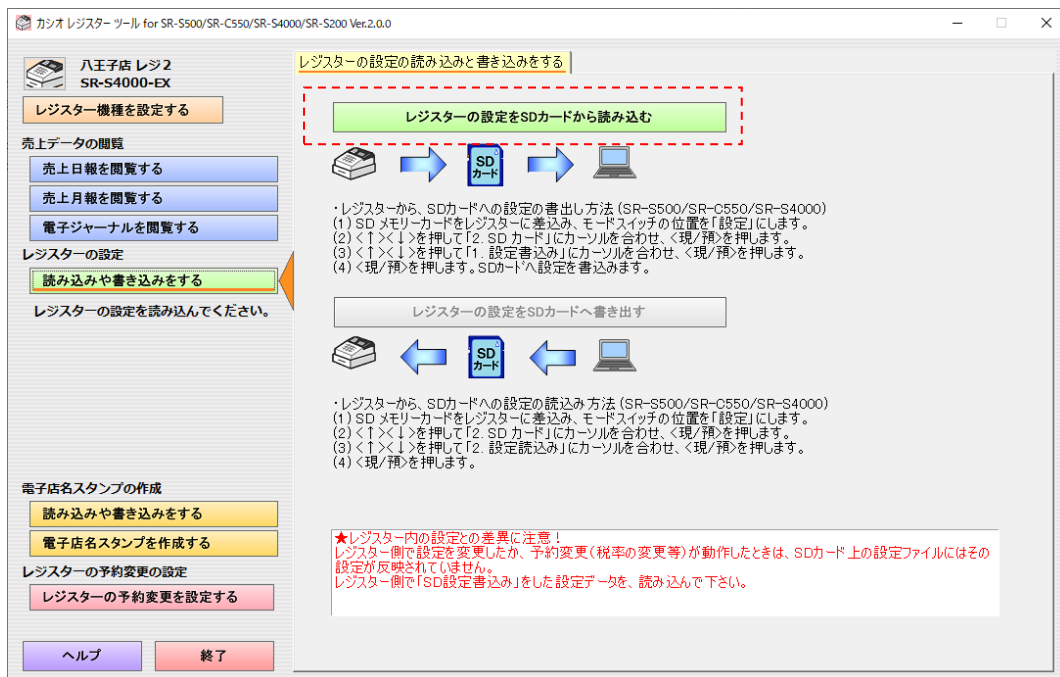 カシオ レジスター ツール for SR-S500/SR-C550/SR-S4000/SR-S200 Ver.2.0.0
八王子店 レジ2
SR-S4000-EX
レジスター機種を設定する
売上データの閲覧
売上日報を閲覧する
売上月報を閲覧する
電子ジャーナルを閲覧する
レジスターの設定
読み込みや書き込みをする
レジスターの設定を読み込んでください。
電子店名スタンプの作成
読み込みや書き込みをする
電子店名スタンプを作成する
レジスターの予約変更の設定
レジスターの予約変更を設定する
ヘルプ
終了
レジスターの設定の読み込みと書き込みをする
レジスターの設定をSDカードから読み込む
SD
カード
・レジスターから、SDカードへの設定の書出し方法 (SR-S500/SR-C550/SR-S4000)
(1) SD メモリーカードをレジスターに差込み、モードスイッチの位置を「設定」にします。
(2) <↑><↓>を押して「2. SD カード」にカーソルを合わせ、<現/預>を押します。
(3) <↑><↓>を押して「1. 設定書込み」にカーソルを合わせ、<現/預>を押します。
(4) <現/預>を押します。SDカードへ設定を書込みます。
レジスターの設定をSDカードへ書き出す
SD
カード
・レジスターから、SDカードへの設定の読込み方法 (SR-S500/SR-C550/SR-S4000)
(1) SD メモリーカードをレジスターに差込み、モードスイッチの位置を「設定」にします。
(2) <↑><↓>を押して「2. SD カード」にカーソルを合わせ、<現/預>を押します。
(3) <↑><↓>を押して「2. 設定読込み」にカーソルを合わせ、<現/預>を押します。
(4) <現/預>を押します。
★レジスター内の設定との差異に注意！
レジスター側で設定を変更したか、予約変更(税率の変更等)が動作したときは、SDカード上の設定ファイルにはその
設定が反映されていません。
レジスター側で「SD設定書込み」をした設定データを、読み込んで下さい。